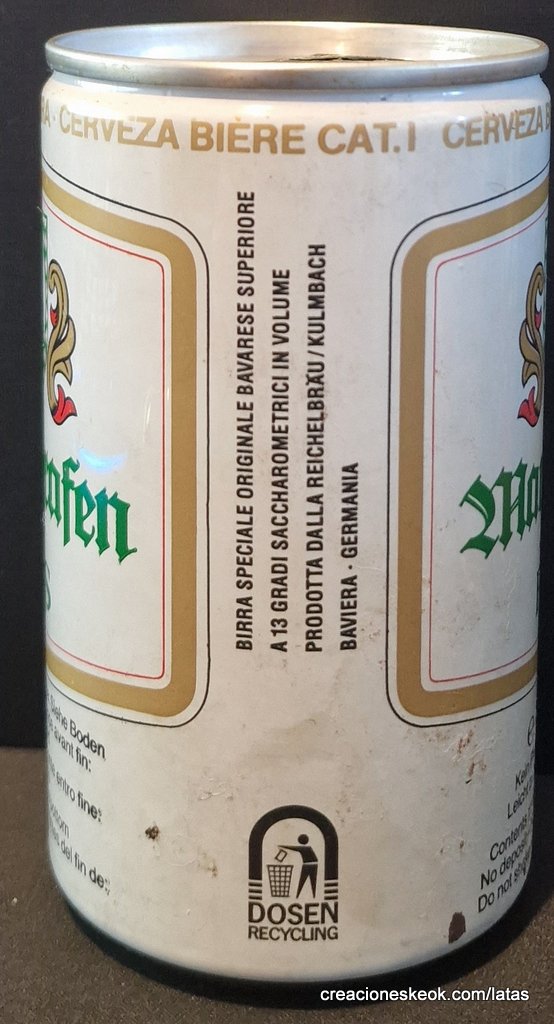 CERVEZA BIÈRE CAT. I CERVEZA
BIRRA SPECIALE ORIGINALE BAVARESE SUPERIORE
A 13 GRADI SACCHAROMETRICI IN VOLUME
PRODOTTA DALLA REICHELBRÄU / KULMBACH
BAVIERA · GERMANIA
afen
Ma
S
siehe Boden
avant fin:
entro fine:
del fin de:
e
Contents
No deposit
Do not
DOSEN
RECYCLING
creacioneskeok.com/latas